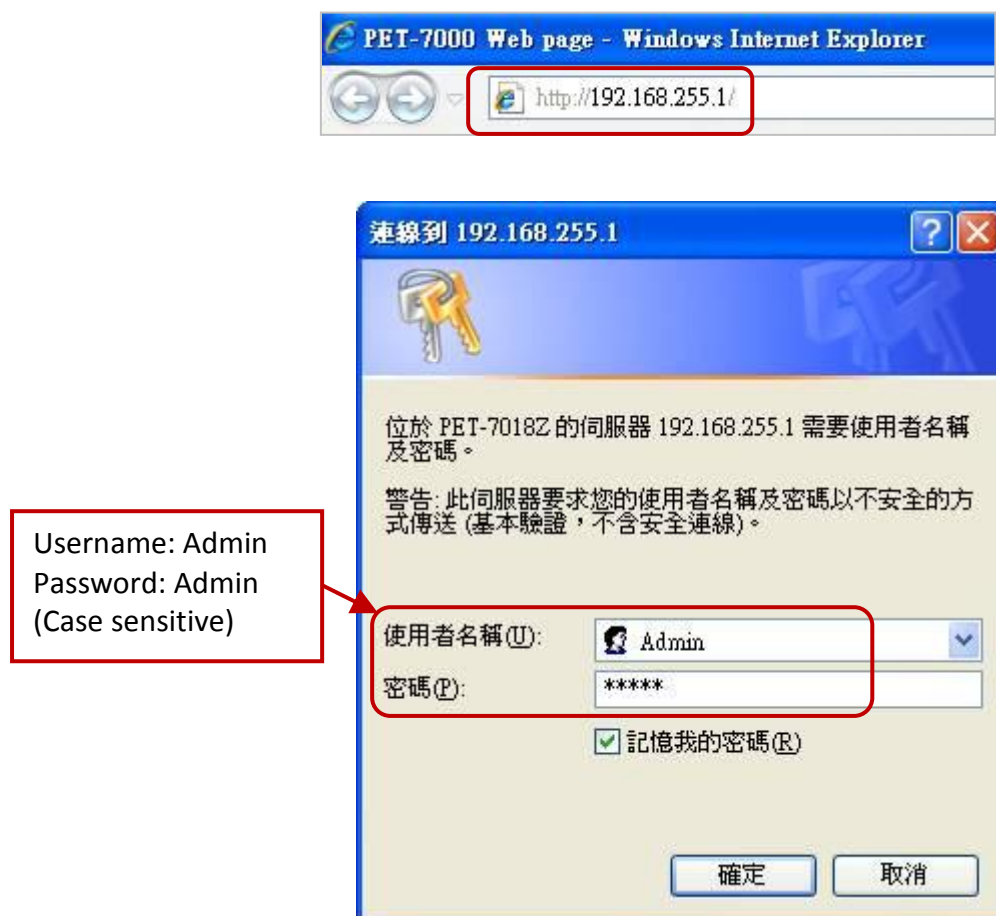 PET-7000 Web page - Windows Internet Explorer
http://192.168.255.1/
連線到 192.168.255.1
位於 PET-7018Z 的伺服器 192.168.255.1 需要使用者名稱
及密碼。
警告: 此伺服器要求您的使用者名稱及密碼以不安全的方
式傳送 (基本驗證，不含安全連線)。
Username: Admin
Password: Admin
(Case sensitive)
使用者名稱(U):
Admin
密碼(P):
*****
記憶我的密碼(R)
確定
取消